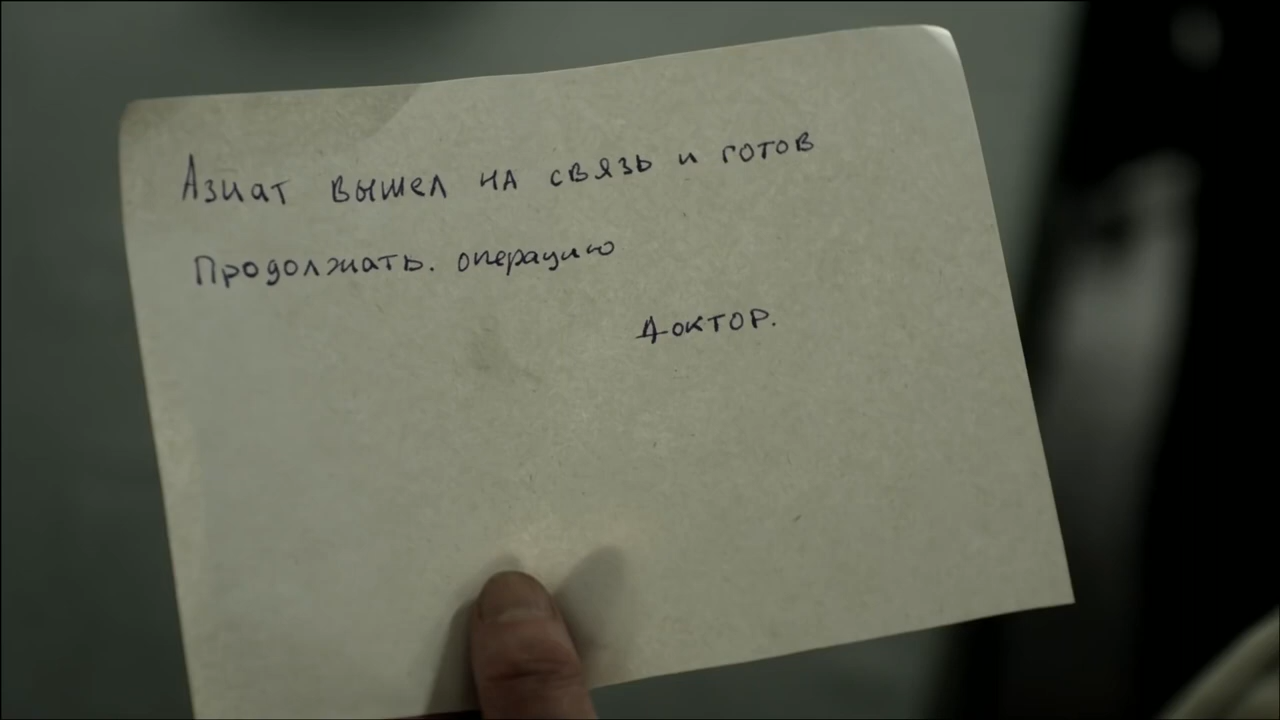 Азиат вышел на связь и готов
Продолжать. операцию
Доктор.